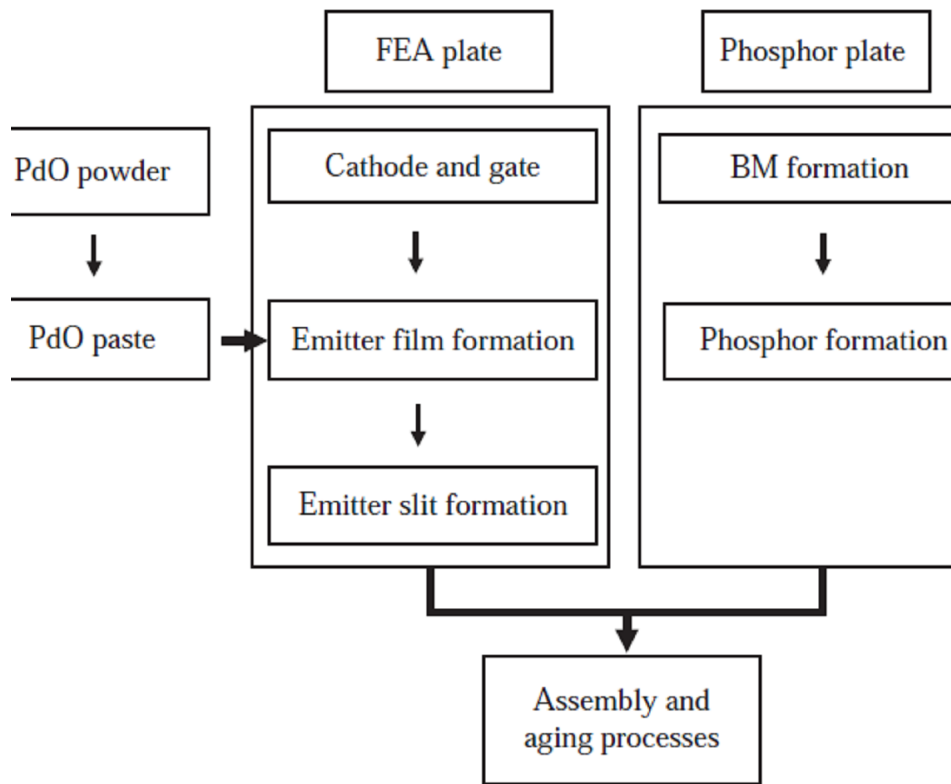 FEA plate
Phosphor plate
PdO powder
Cathode and gate
BM formation
PdO paste
Emitter film formation
Phosphor formation
Emitter slit formation
Assembly and
aging processes